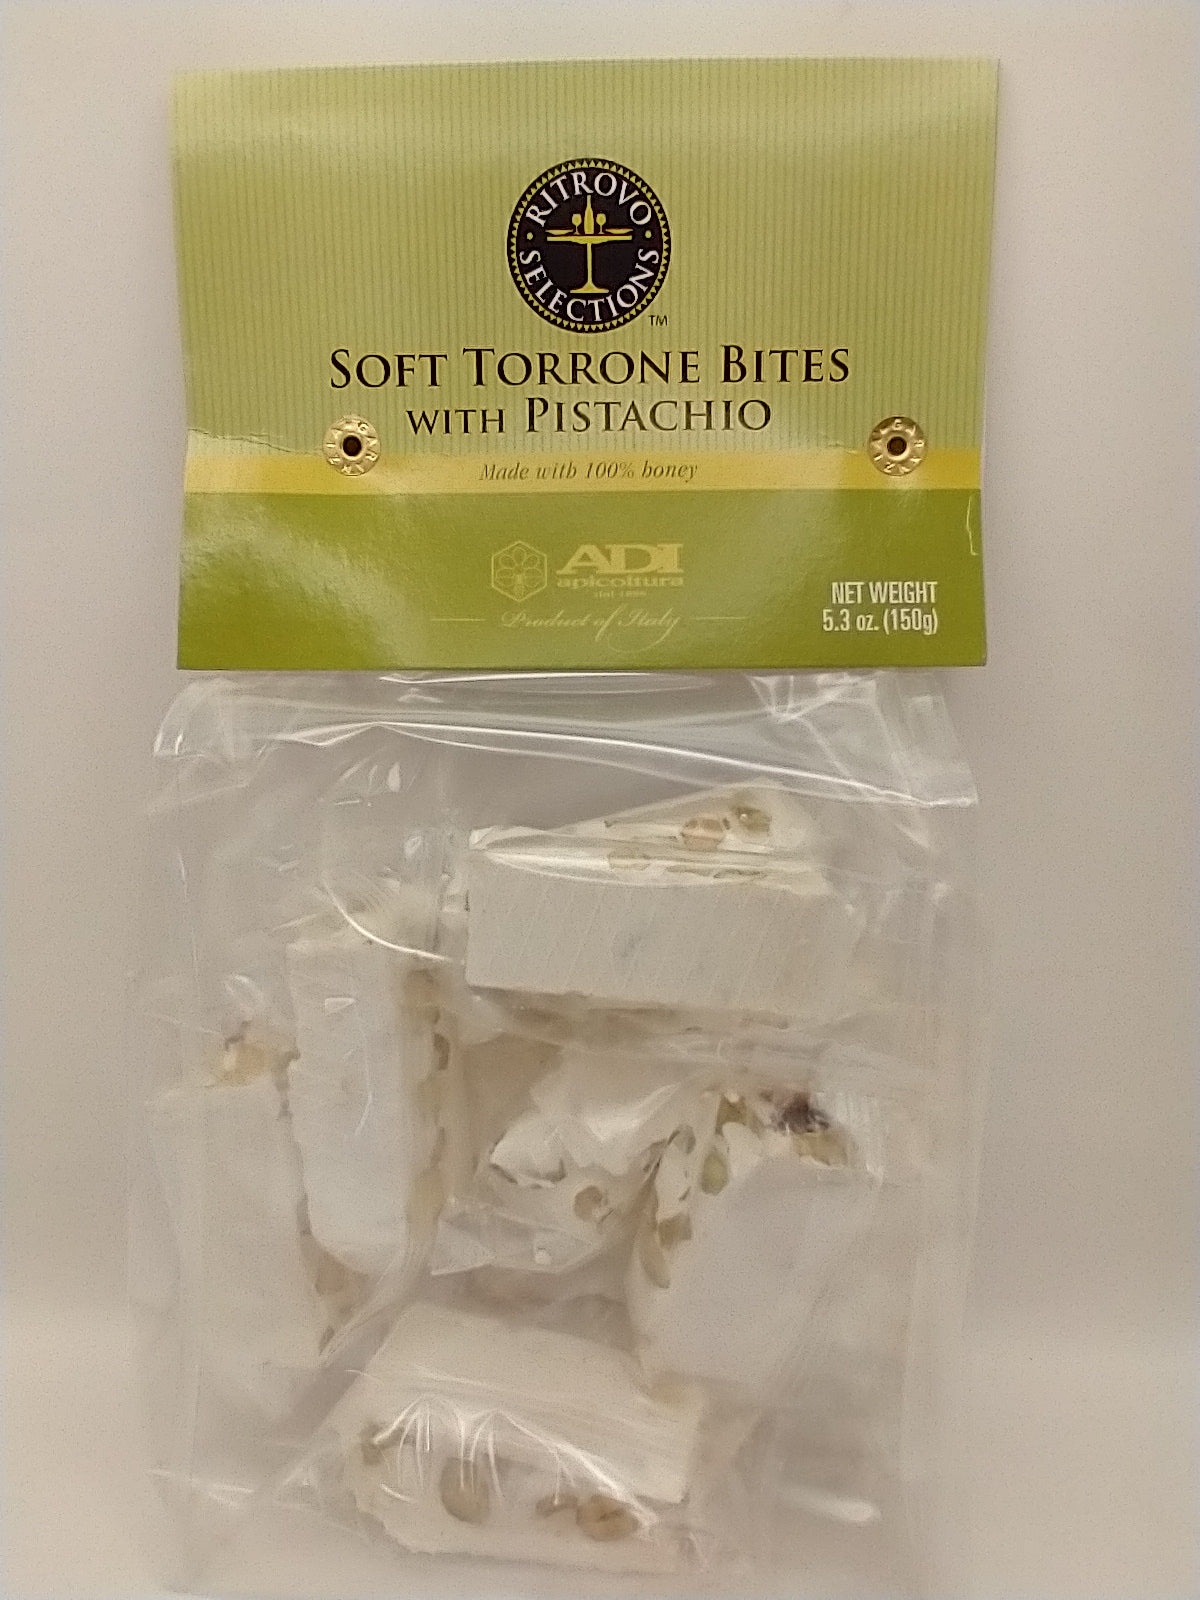 RITROVO
SELECTIONS
TM
SOFT TORRONE BITES
WITH PISTACHIO
Made with 100% honey
ADI
apicoltura
Product of Italy
NET WEIGHT
5.3 oz. (150g)